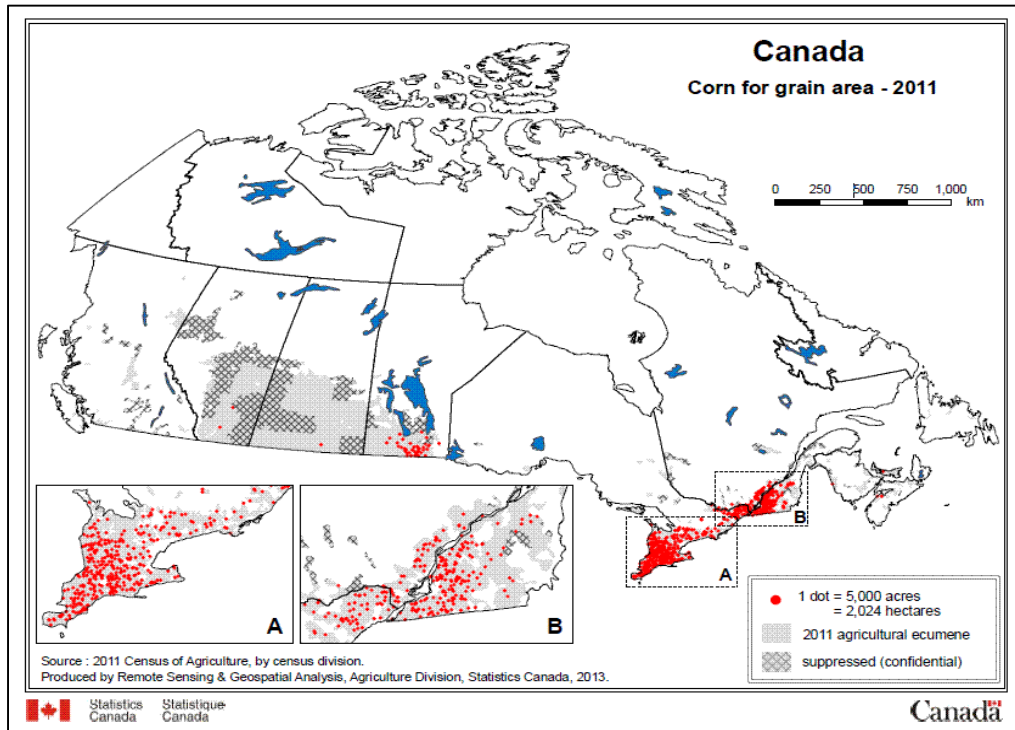 Canada
Corn for grain area - 2011
0 250 500 750 1,000
km
B
A
A
B
1 dot = 5,000 acres
= 2,024 hectares
2011 agricultural ecumene
suppressed (confidential)
Source : 2011 Census of Agriculture, by census division.
Produced by Remote Sensing & Geospatial Analysis, Agriculture Division, Statistics Canada, 2013.
Statistics Statistique
Canada Canada
Canada